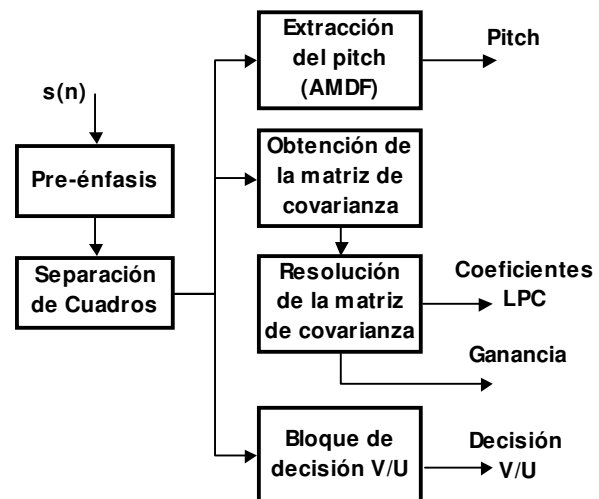 s(n)
Pre-énfasis
Separación
de Cuadros
Extracción
del pitch
(AMDF)
Pitch
Obtención de
la matriz de
covarianza
Resolución
de la matriz
de covarianza
Coeficientes
LPC
Ganancia
Bloque de
decisión V/U
Decisión
V/U